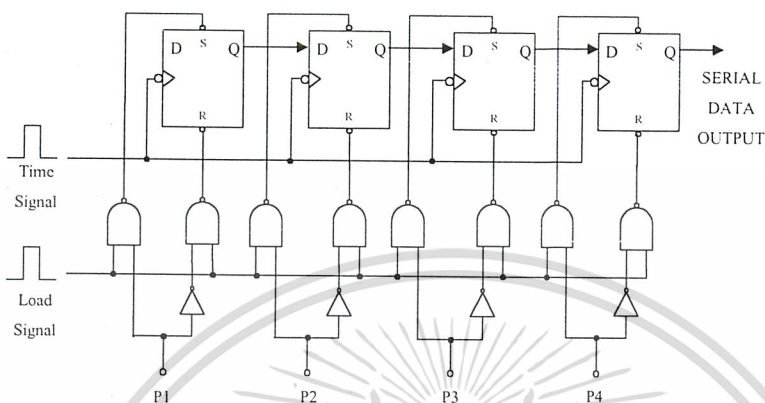 S S S S
D Q D Q D Q D Q
SERIAL
DATA
OUTPUT
R R R R
Time
Signal
Load
Signal
P1 P2 P3 P4